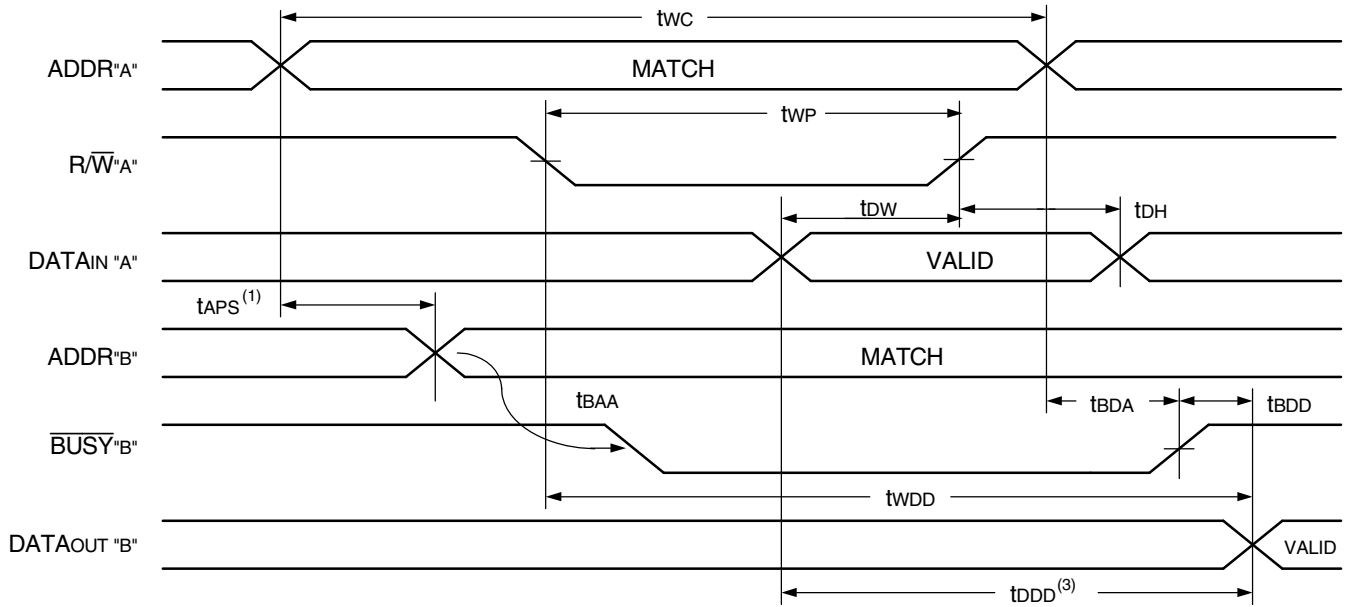 tWC
ADDR"A"
MATCH
tWP
R/W̅"A"
tDW
tDH
DATAIN "A"
VALID
tAPS(1)
ADDR"B"
MATCH
tBAA
tBDA
tBDD
B̅U̅S̅Y̅"B"
tWDD
DATAOUT "B"
VALID
tDDD(3)